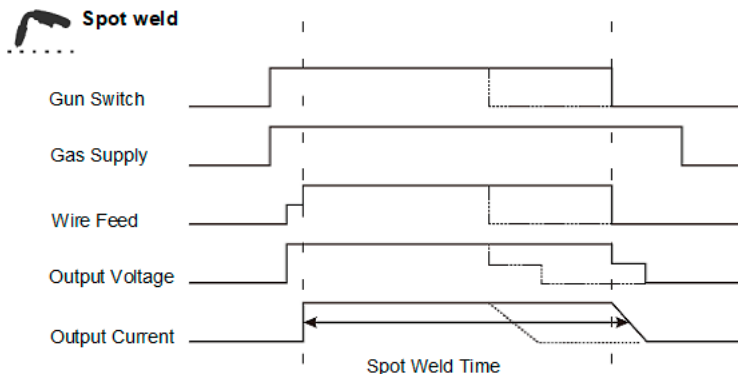 Spot weld
Gun Switch
Gas Supply
Wire Feed
Output Voltage
Output Current
Spot Weld Time